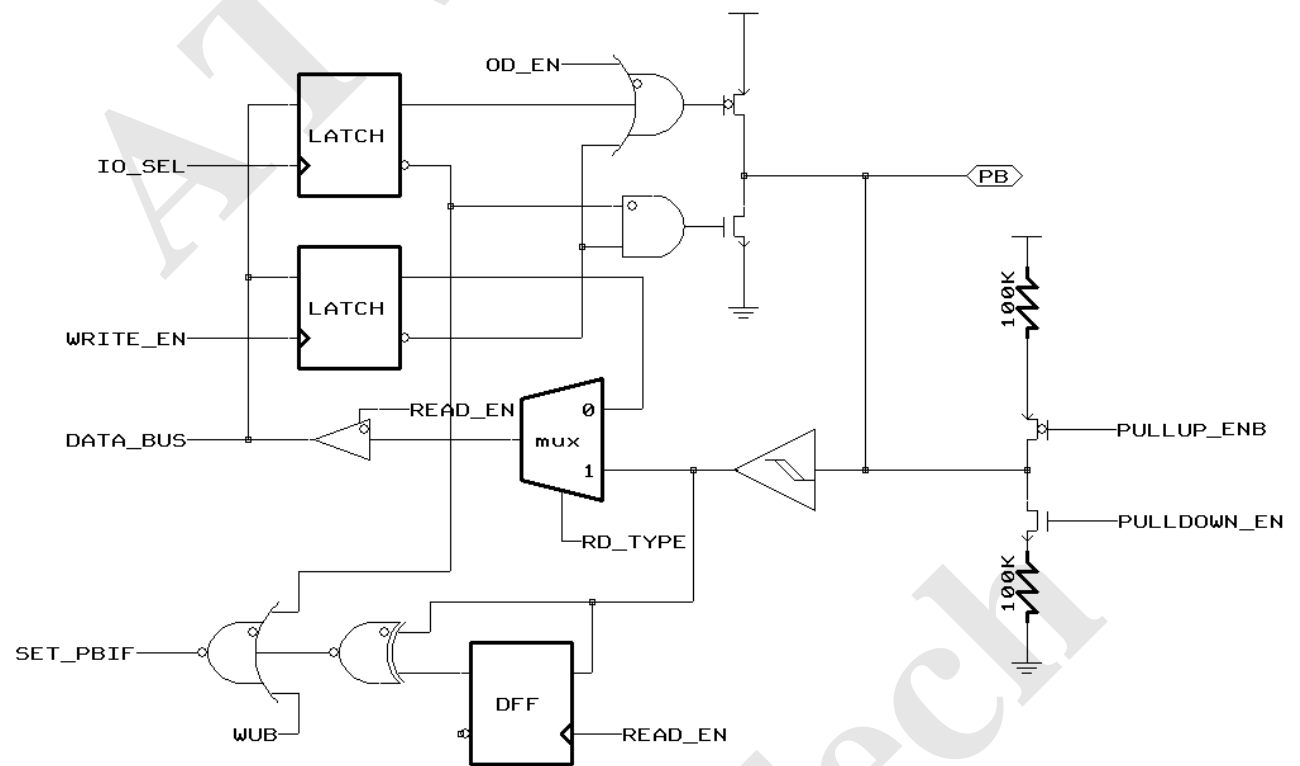 AT
OD_EN
LATCH
IO_SEL
PB
LATCH
WRITE_EN
100K
READ_EN
0
DATA_BUS
mux
PULLUP_ENB
1
PULLDOWN_EN
RD_TYPE
100K
SET_PBIF
DFF
WUB
READ_EN